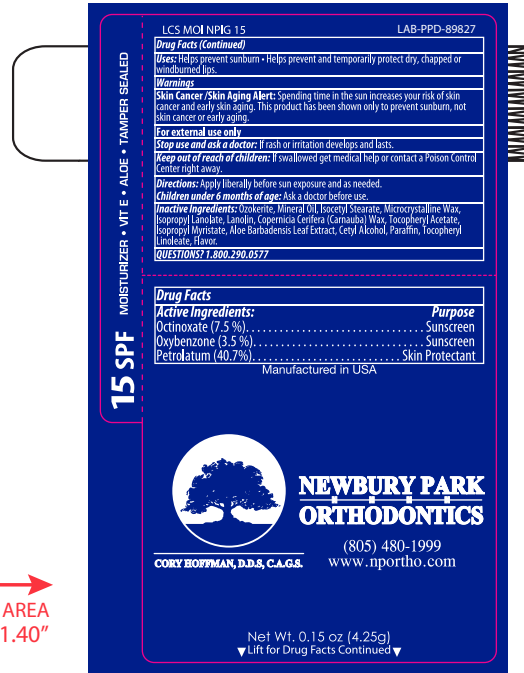 LCS MOI NPIG 15 LAB-PPD-89827
Drug Facts (Continued)
Uses: Helps prevent sunburn • Helps prevent and temporarily protect dry, chapped or
windburned lips.
Warnings
Skin Cancer /Skin Aging Alert: Spending time in the sun increases your risk of skin
cancer and early skin aging. This product has been shown only to prevent sunburn, not
skin cancer or early aging.
For external use only
Stop use and ask a doctor: If rash or irritation develops and lasts.
Keep out of reach of children: If swallowed get medical help or contact a Poison Control
Center right away.
Directions: Apply liberally before sun exposure and as needed.
Children under 6 months of age: Ask a doctor before use.
Inactive Ingredients: Ozokerite, Mineral Oil, Isocetyl Stearate, Microcrystalline Wax,
Isopropyl Lanolate, Lanolin, Copernicia Cerifera (Carnauba) Wax, Tocopheryl Acetate,
Isopropyl Myristate, Aloe Barbadensis Leaf Extract, Cetyl Alcohol, Paraffin, Tocopheryl
Linoleate, Flavor.
QUESTIONS? 1.800.290.0577
15 SPF MOISTURIZER • VIT E • ALOE • TAMPER SEALED
Drug Facts
Active Ingredients: Purpose
Octinoxate (7.5 %)..............................Sunscreen
Oxybenzone (3.5 %).............................Sunscreen
Petrolatum (40.7%).........................Skin Protectant
Manufactured in USA
NEWBURY PARK
ORTHODONTICS
CORY HOFFMAN, D.D.S, C.A.G.S.
(805) 480-1999
www.nportho.com
AREA
1.40"
Net Wt. 0.15 oz (4.25g)
▼Lift for Drug Facts Continued▼